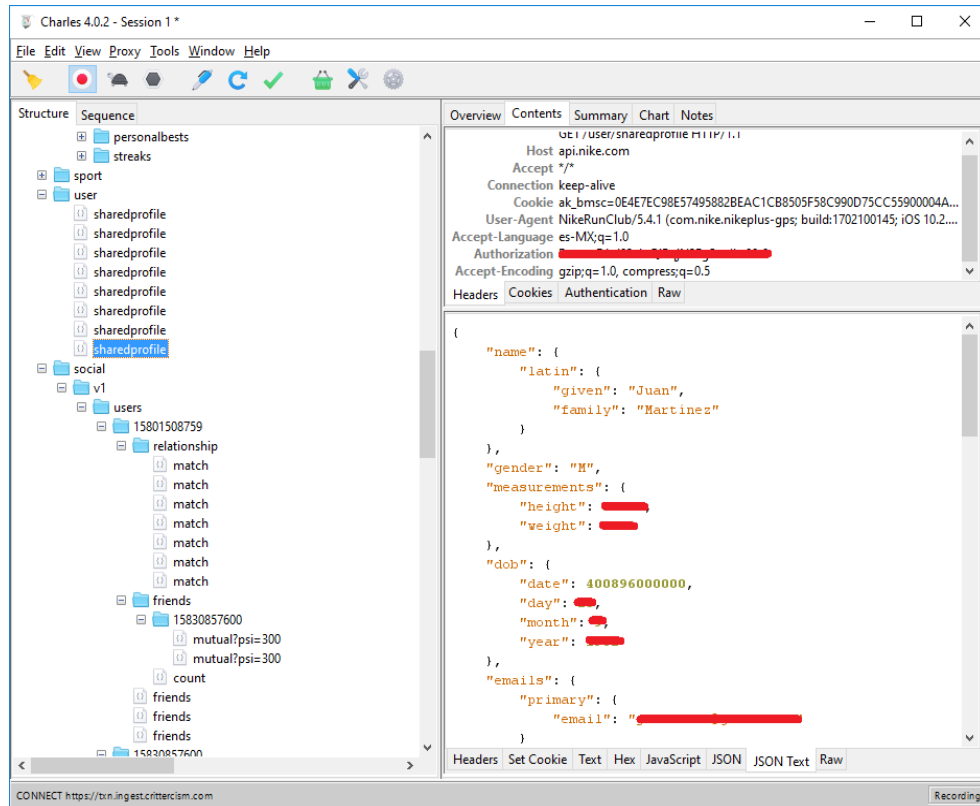 Charles 4.0.2 - Session 1 *
File Edit View Proxy Tools Window Help
Structure Sequence
personalbests
streaks
sport
user
sharedprofile
sharedprofile
sharedprofile
sharedprofile
sharedprofile
sharedprofile
sharedprofile
sharedprofile
social
v1
users
15801508759
relationship
match
match
match
match
match
match
match
friends
15830857600
mutual?psi=300
mutual?psi=300
count
friends
friends
friends
15830857600
Overview Contents Summary Chart Notes
GET /user/sharedprofile HTTP/1.1
Host api.nike.com
Accept */*
Connection keep-alive
Cookie ak_bmsc=0E4E7EC98E57495882BEAC1CB8505F58C990D75CC55900004A...
User-Agent NikeRunClub/5.4.1 (com.nike.nikeplus-gps; build:1702100145; iOS 10.2....
Accept-Language es-MX;q=1.0
Authorization
Accept-Encoding gzip;q=1.0, compress;q=0.5
Headers Cookies Authentication Raw
{
"name": {
"latin": {
"given": "Juan",
"family": "Martinez"
}
},
"gender": "M",
"measurements": {
"height": ,
"weight":
},
"dob": {
"date": 400896000000,
"day": ,
"month": ,
"year":
},
"emails": {
"primary": {
"email": "
}
Headers Set Cookie Text Hex JavaScript JSON JSON Text Raw
CONNECT https://txn.ingest.crittercism.com
Recording